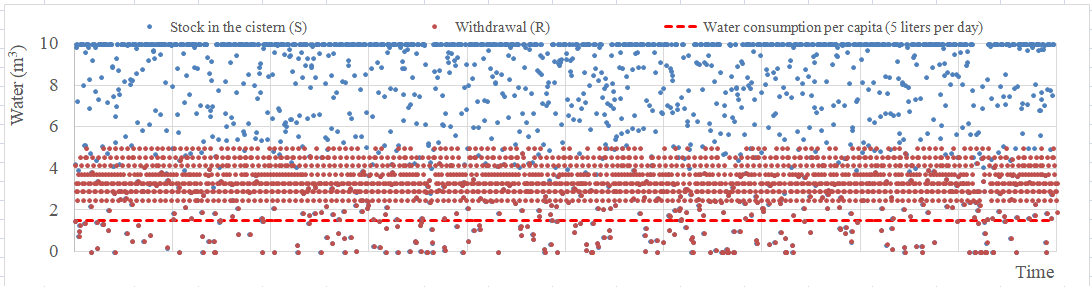 Stock in the cistern (S) Withdrawal (R) Water consumption per capita (5 liters per day)
Water (m³)
10
8
6
4
2
0
Time